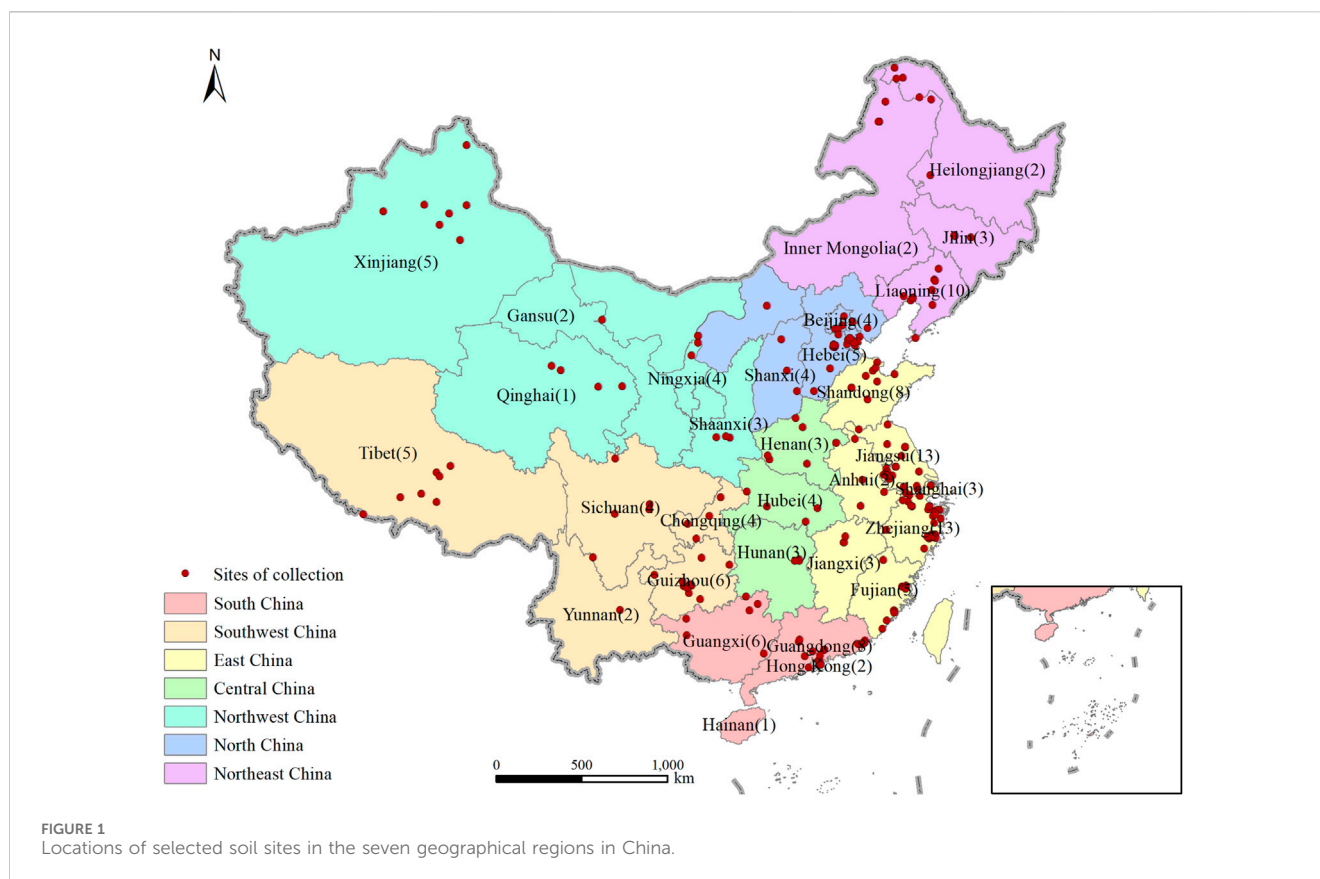 N
Heilongjiang(2)
Jilin(3)
Inner Mongolia(2)
Xinjiang(5)
Liaoning(10)
Gansu(2)
Beijing(4)
Hebei(5)
Ningxia(4)
Shanxi(4)
Qinghai(1)
Shandong(8)
Shaanxi(3)
Henan(3)
Tibet(5)
Jiangsu(13)
Anhui(2)
Shanghai(3)
Hubei(4)
Sichuan(4)
Chongqing(4)
Zhejiang(13)
Hunan(3)
Jiangxi(3)
Guizhou(6)
Fujian(3)
Yunnan(2)
Guangxi(6)
Hong Kong(2)
Hainan(1)
Sites of collection
South China
Southwest China
East China
Central China
Northwest China
North China
Northeast China
0 500 1,000
km
FIGURE 1
Locations of selected soil sites in the seven geographical regions in China.